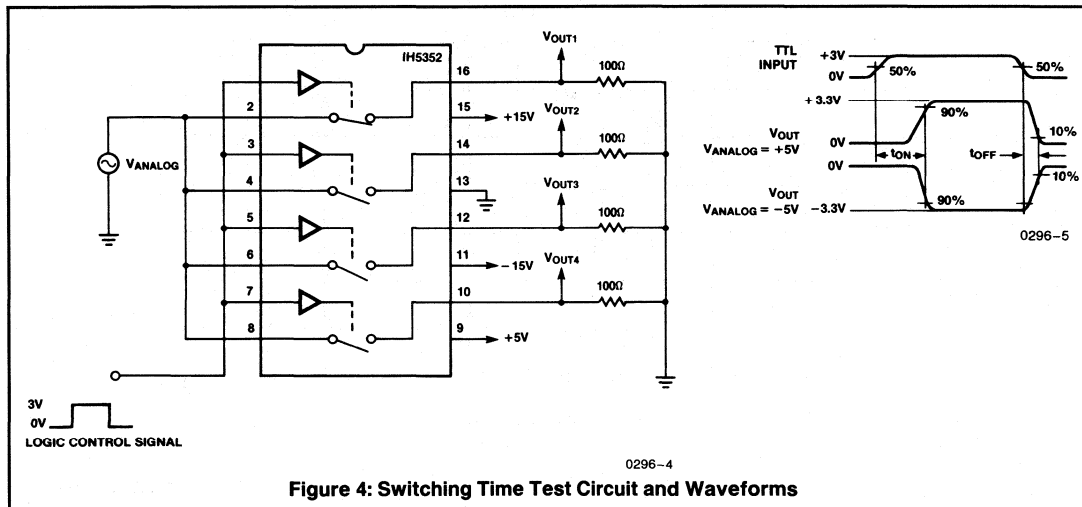 IH5352
2
3
4
5
6
7
8
16
15
14
13
12
11
10
9
VANALOG
+15V
-15V
+5V
VOUT1
100Ω
VOUT2
100Ω
VOUT3
100Ω
VOUT4
100Ω
3V
0V
LOGIC CONTROL SIGNAL
0296-4
TTL
INPUT
+3V
0V
50%
50%
+3.3V
90%
VOUT
VANALOG = +5V
0V
10%
0V
tON
tOFF
10%
VOUT
VANALOG = -5V
-3.3V
90%
0296-5
Figure 4: Switching Time Test Circuit and Waveforms